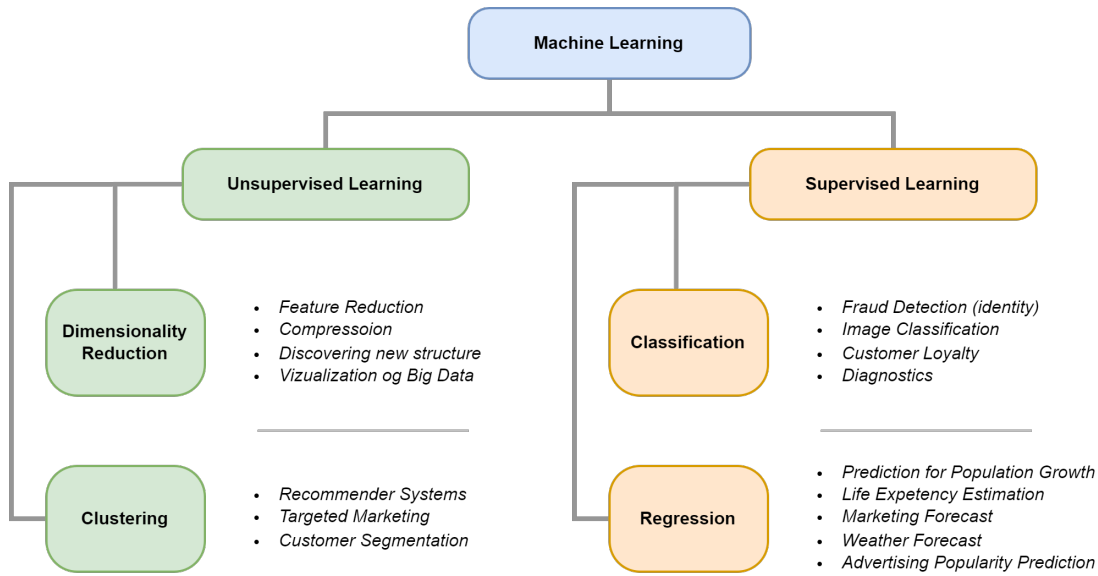 Machine Learning
Unsupervised Learning
Supervised Learning
Dimensionality
Reduction
Feature Reduction
Compressoion
Discovering new structure
Vizualization og Big Data
Classification
Fraud Detection (identity)
Image Classification
Customer Loyalty
Diagnostics
Clustering
Recommender Systems
Targeted Marketing
Customer Segmentation
Regression
Prediction for Population Growth
Life Expetency Estimation
Marketing Forecast
Weather Forecast
Advertising Popularity Prediction